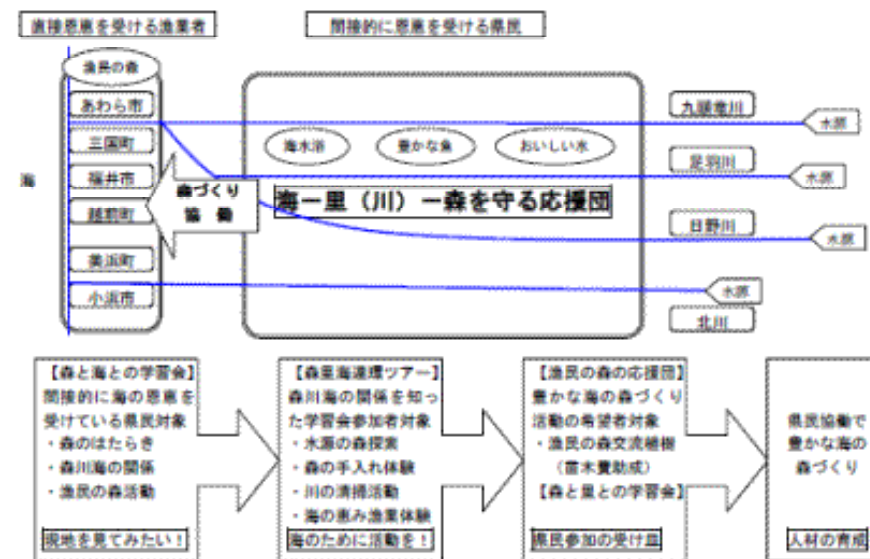 直接恩恵を受ける漁業者
間接的に恩恵を受ける県民
漁民の森
あわら市
三国町
福井市
越前町
美浜町
小浜市
海
森づくり
協働
海水浴
豊かな魚
おいしい水
海ー里（川）ー森を守る応援団
九頭竜川
水源
足羽川
水源
日野川
水源
水源
北川
【森と海との学習会】
間接的に海の恩恵を
受けている県民対象
・森のはたらき
・森川海の関係
・漁民の森活動
現地を見てみたい！
【森里海連環ツアー】
森川海の関係を知っ
た学習会参加者対象
・水源の森探索
・森の手入れ体験
・川の清掃活動
・海の恵み漁業体験
海のために活動を！
【漁民の森の応援団】
豊かな海の森づくり
活動の希望者対象
・漁民の森交流植樹
（苗木費助成）
【森と里との学習会】
県民参加の受け皿
県民協働で
豊かな海の
森づくり
人材の育成